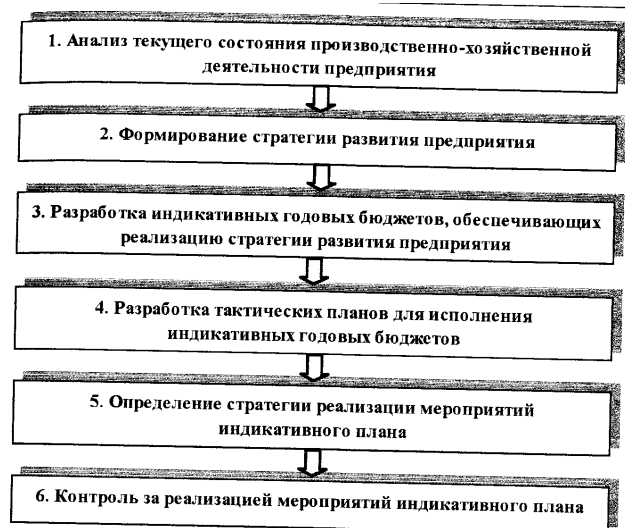 1. Анализ текущего состояния производственно-хозяйственной
деятельности предприятия
2. Формирование стратегии развития предприятия
3. Разработка индикативных годовых бюджетов, обеспечивающих
реализацию стратегии развития предприятия
4. Разработка тактических планов для исполнения
индикативных годовых бюджетов
5. Определение стратегии реализации мероприятий
индикативного плана
6. Контроль за реализацией мероприятий индикативного плана